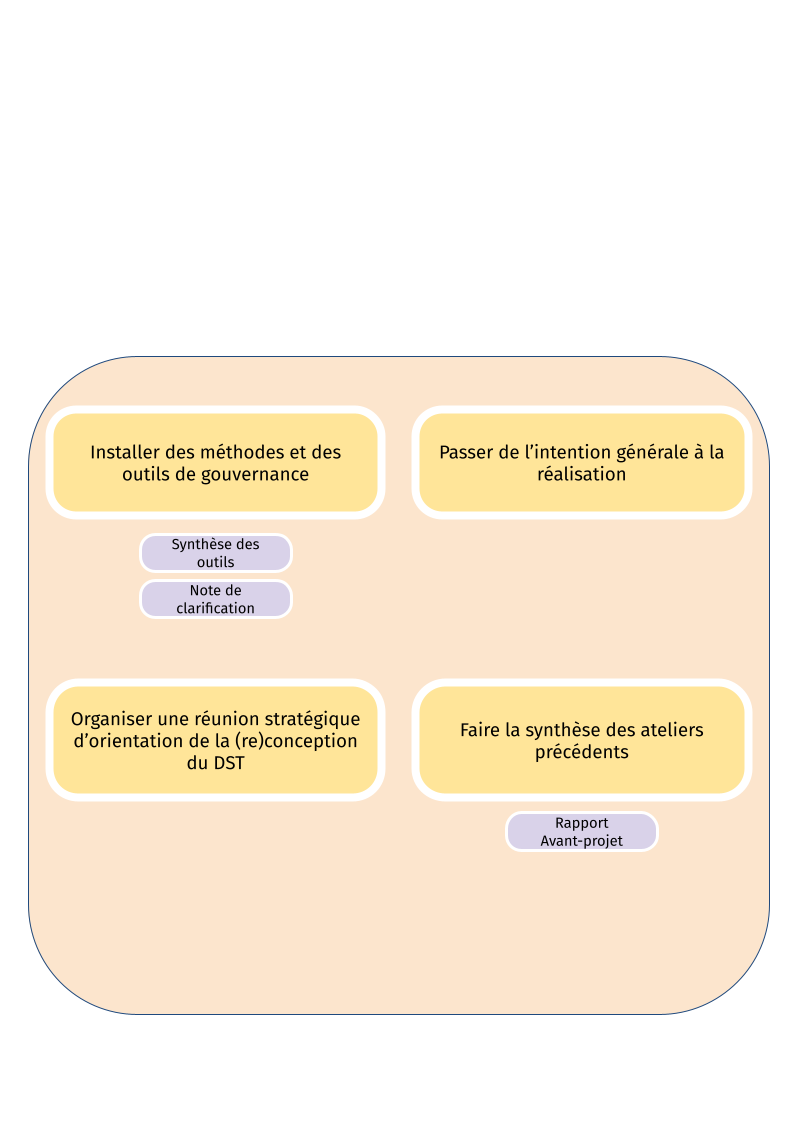 Installer des méthodes et des
outils de gouvernance
Passer de l’intention générale à la
réalisation
Synthèse des
outils
Note de
clarification
Organiser une réunion stratégique
d’orientation de la (re)conception
du DST
Faire la synthèse des ateliers
précédents
Rapport
Avant-projet